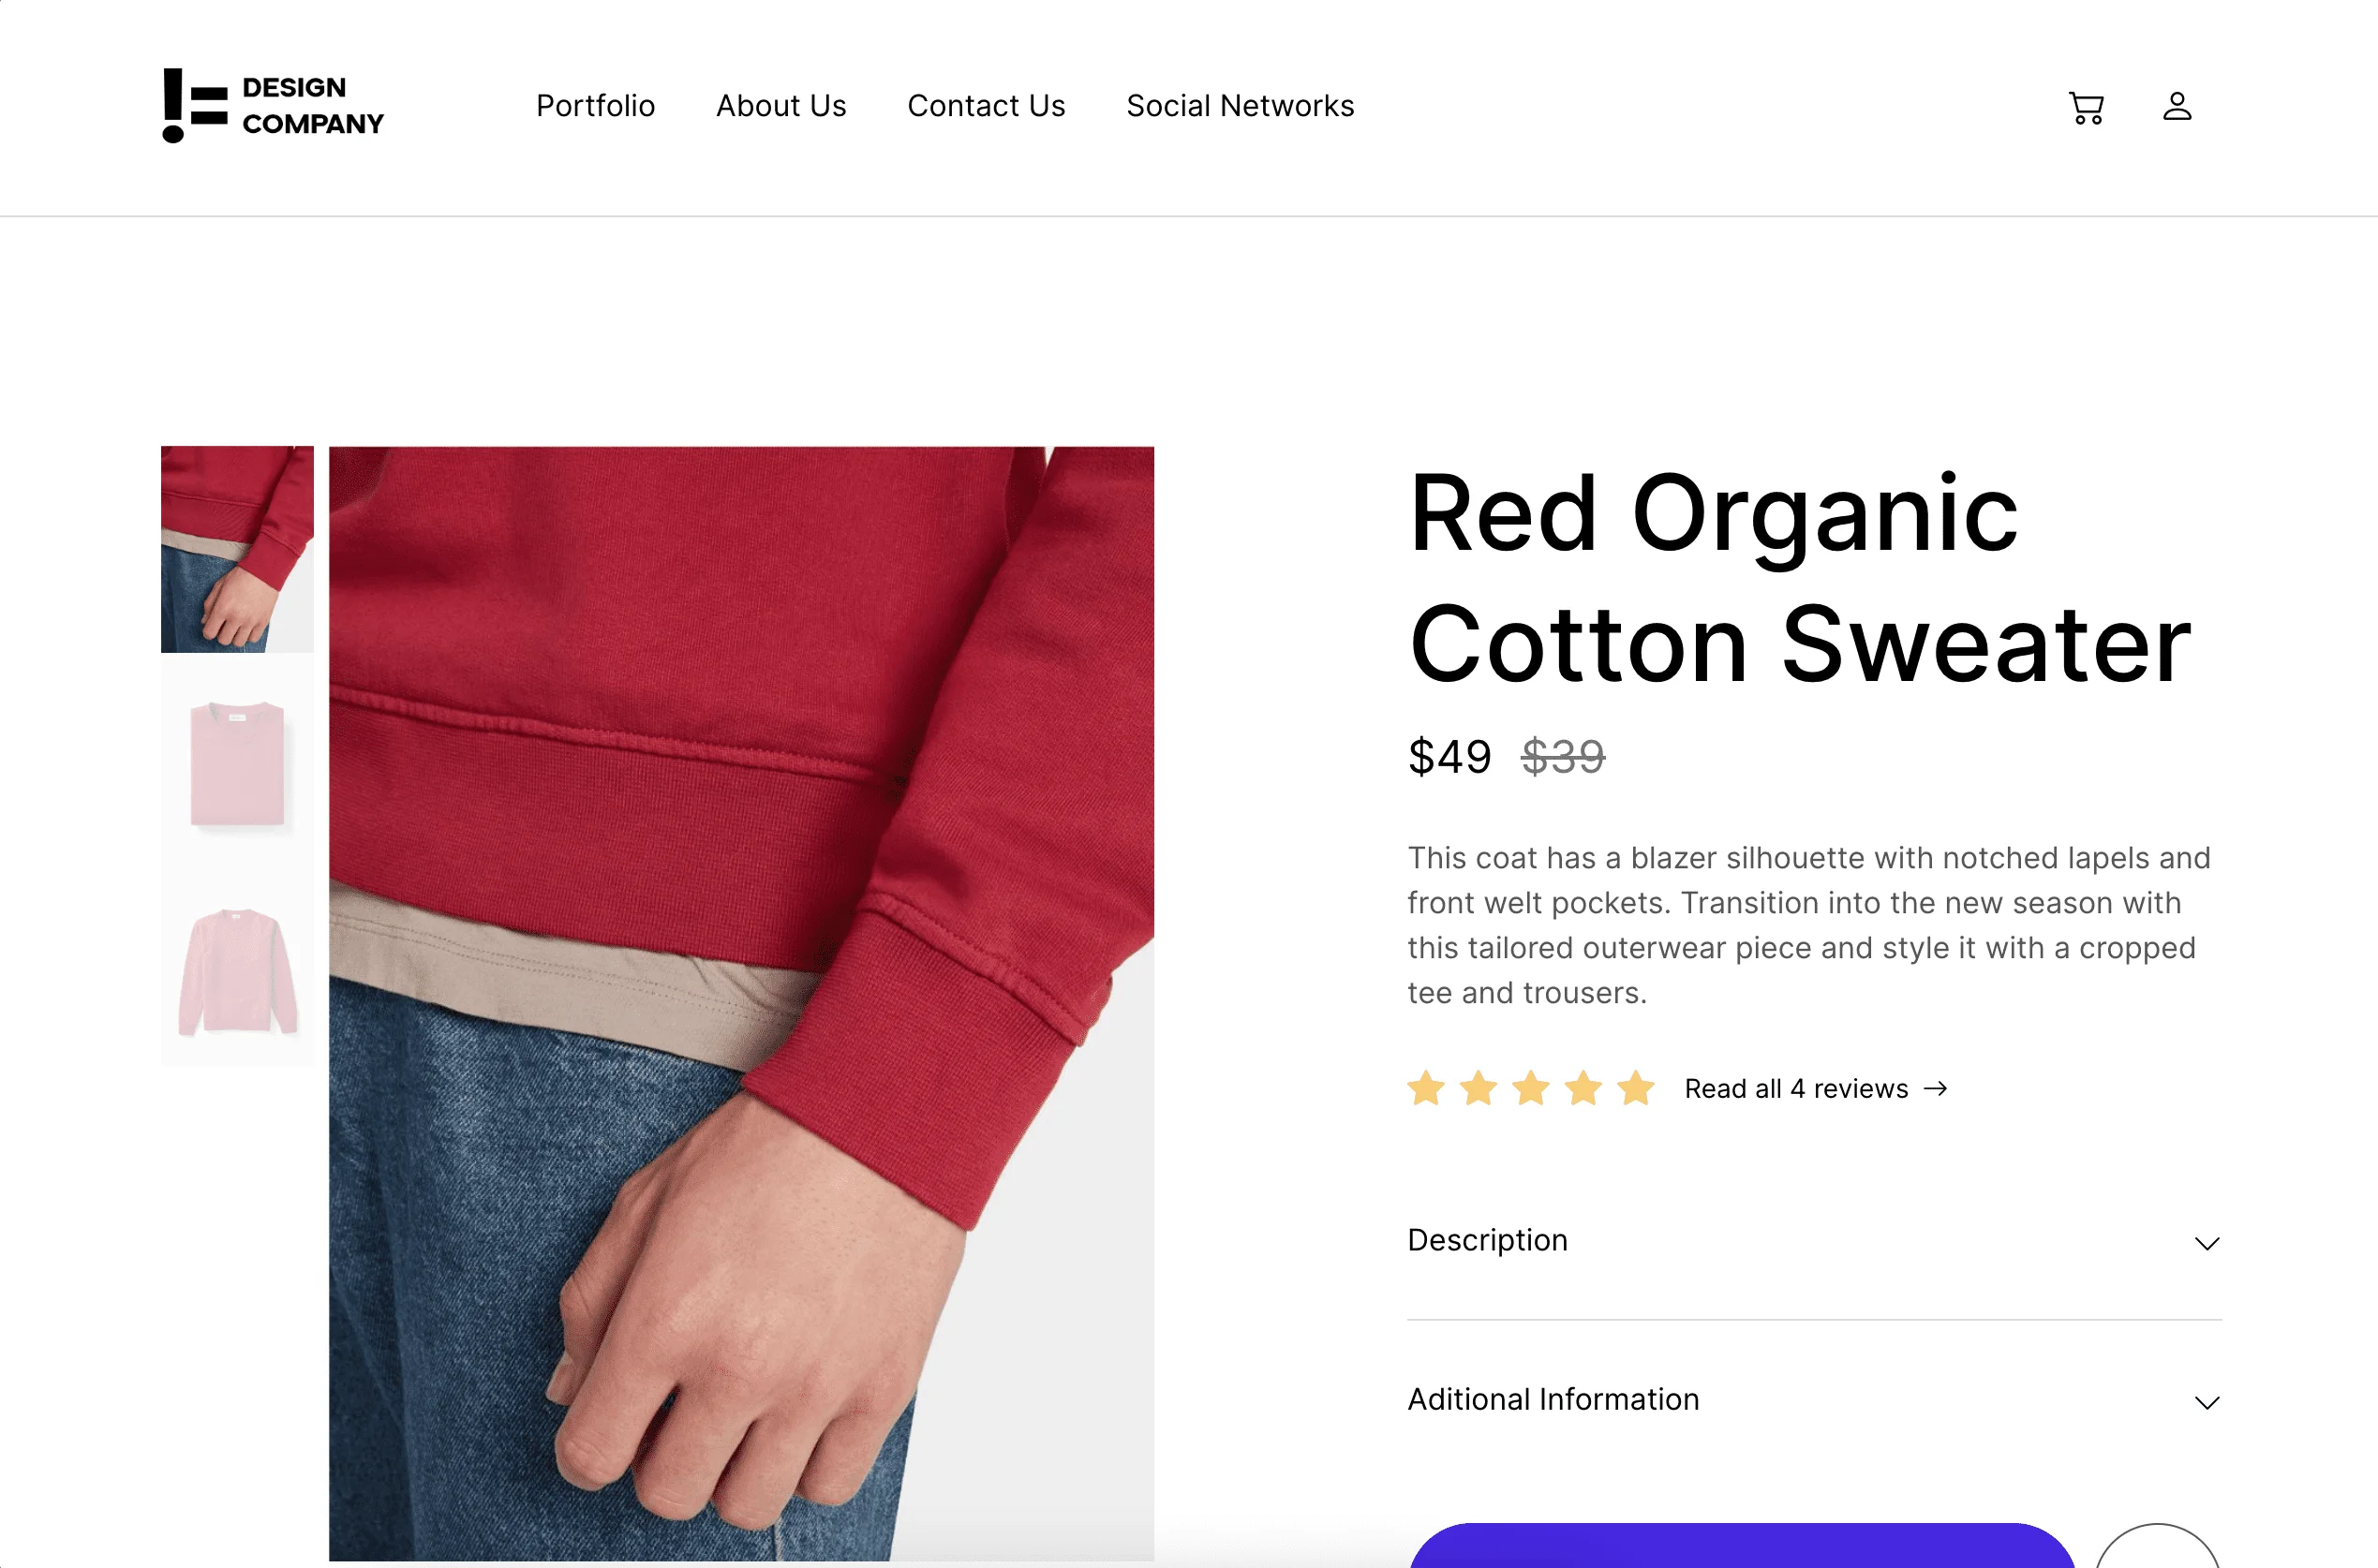 DESIGN
COMPANY
Portfolio
About Us
Contact Us
Social Networks
Red Organic
Cotton Sweater
$49 $39
This coat has a blazer silhouette with notched lapels and
front welt pockets. Transition into the new season with
this tailored outerwear piece and style it with a cropped
tee and trousers.
Read all 4 reviews →
Description
Aditional Information